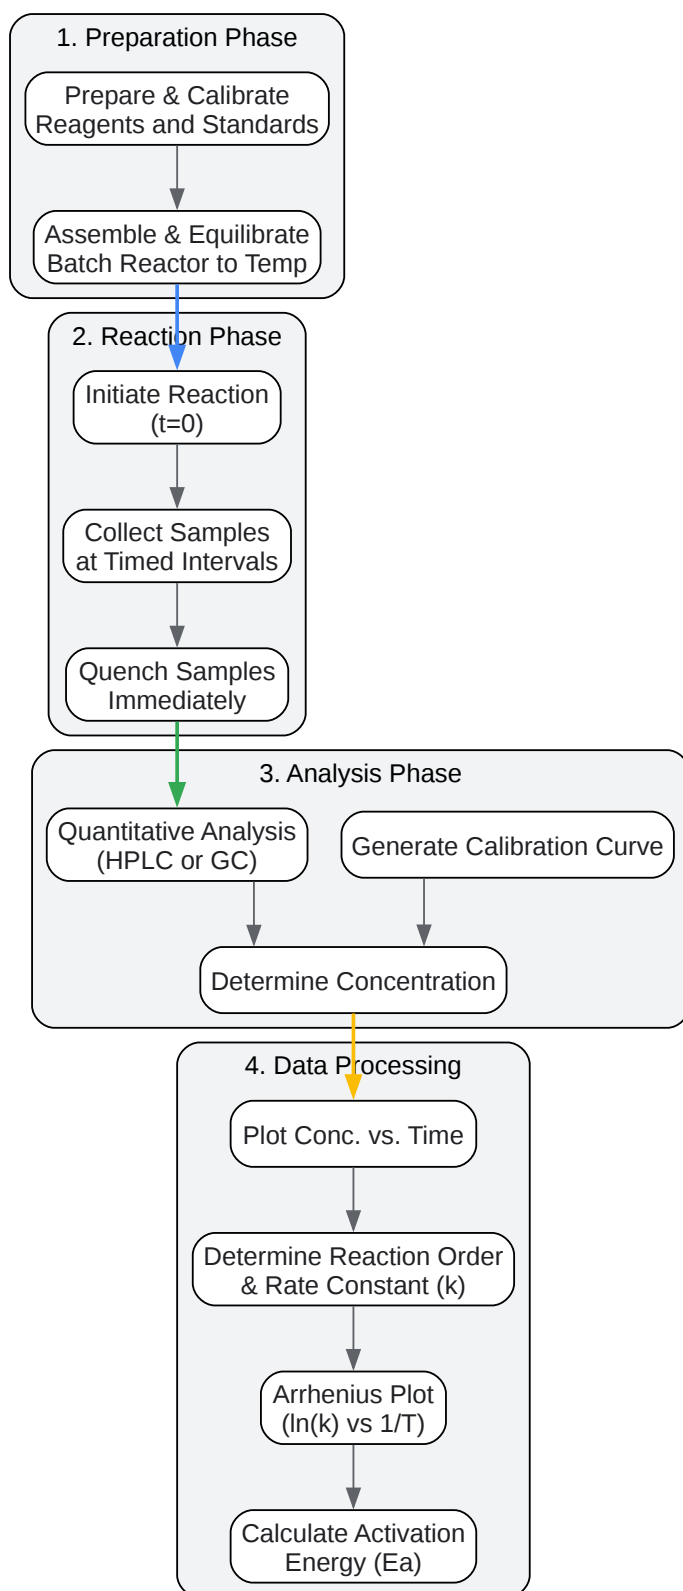 1. Preparation Phase
Prepare & Calibrate
Reagents and Standards
Assemble & Equilibrate
Batch Reactor to Temp
2. Reaction Phase
Initiate Reaction
(t=0)
Collect Samples
at Timed Intervals
Quench Samples
Immediately
3. Analysis Phase
Quantitative Analysis
(HPLC or GC)
Generate Calibration Curve
Determine Concentration
4. Data Processing
Plot Conc. vs. Time
Determine Reaction Order
& Rate Constant (k)
Arrhenius Plot
(ln(k) vs 1/T)
Calculate Activation
Energy (Ea)